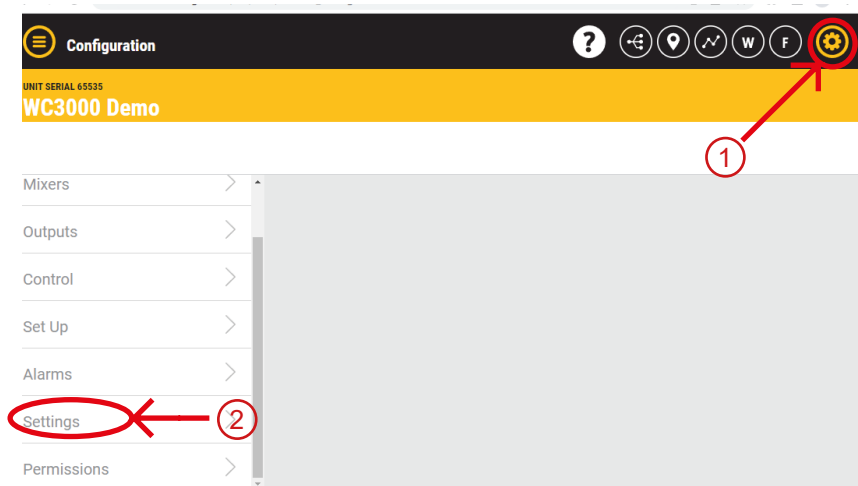 Configuration
?
W
F
UNIT SERIAL 65535
WC3000 Demo
1
Mixers
Outputs
Control
Set Up
Alarms
Settings
2
Permissions